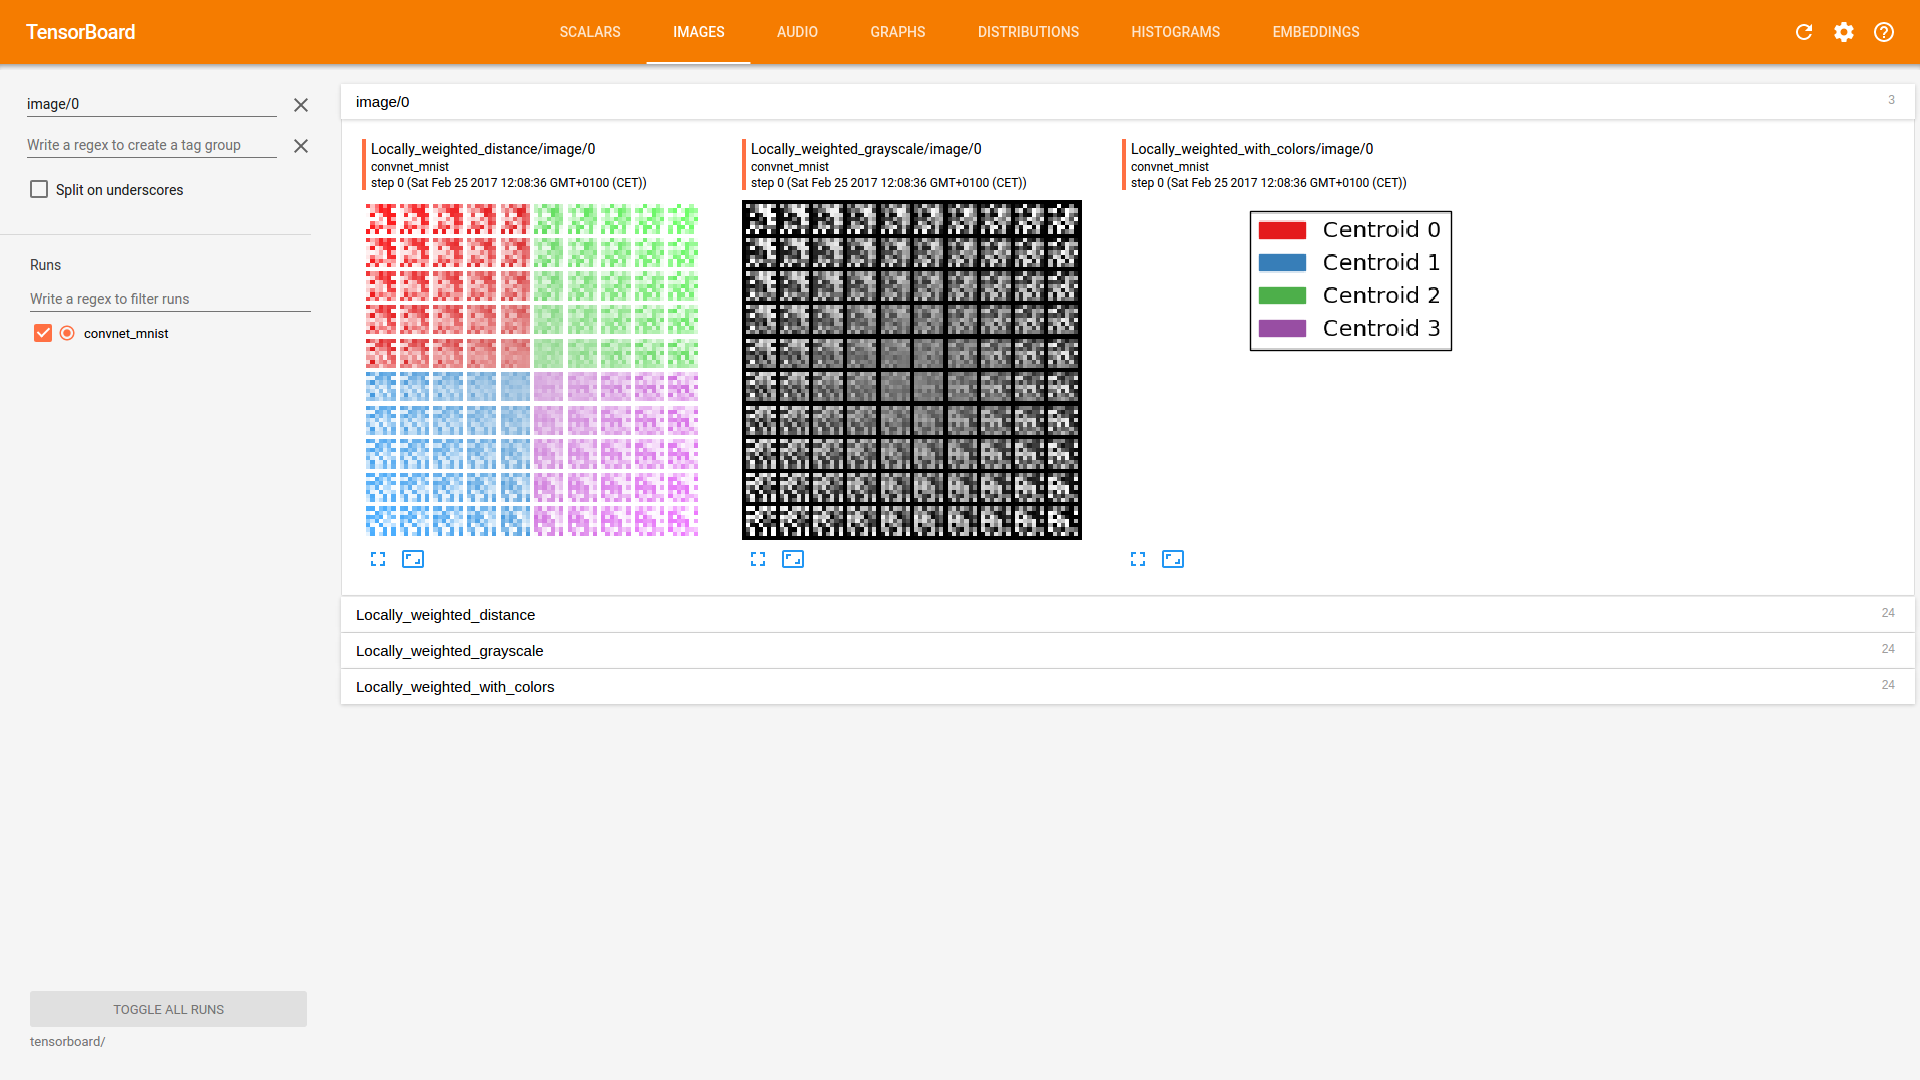 TensorBoard
SCALARS
IMAGES
AUDIO
GRAPHS
DISTRIBUTIONS
HISTOGRAMS
EMBEDDINGS
image/0
Write a regex to create a tag group
Split on underscores
Runs
Write a regex to filter runs
convnet_mnist
TOGGLE ALL RUNS
tensorboard/
image/0
3
Locally_weighted_distance/image/0
convnet_mnist
step 0 (Sat Feb 25 2017 12:08:36 GMT+0100 (CET))
Locally_weighted_grayscale/image/0
convnet_mnist
step 0 (Sat Feb 25 2017 12:08:36 GMT+0100 (CET))
Locally_weighted_with_colors/image/0
convnet_mnist
step 0 (Sat Feb 25 2017 12:08:36 GMT+0100 (CET))
Centroid 0
Centroid 1
Centroid 2
Centroid 3
Locally_weighted_distance
24
Locally_weighted_grayscale
24
Locally_weighted_with_colors
24